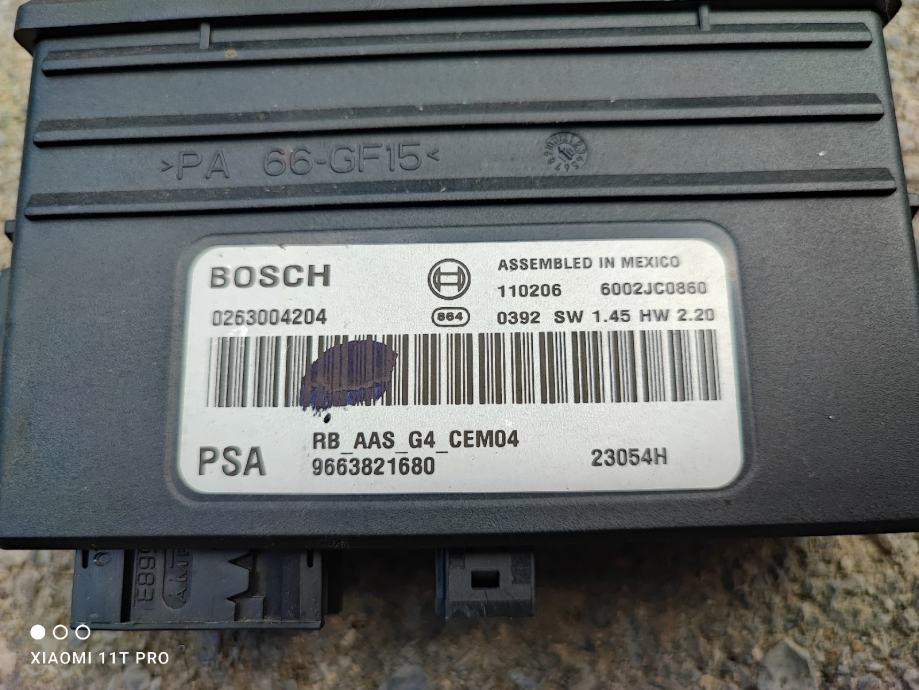 >PA 66-GF15<
BOSCH
ASSEMBLED IN MEXICO
110206 6002JC0860
0263004204
864 0392 SW 1.45 HW 2.20
RB_AAS_G4_CEM04
PSA
9663821680
23054H
XIAOMI 11T PRO